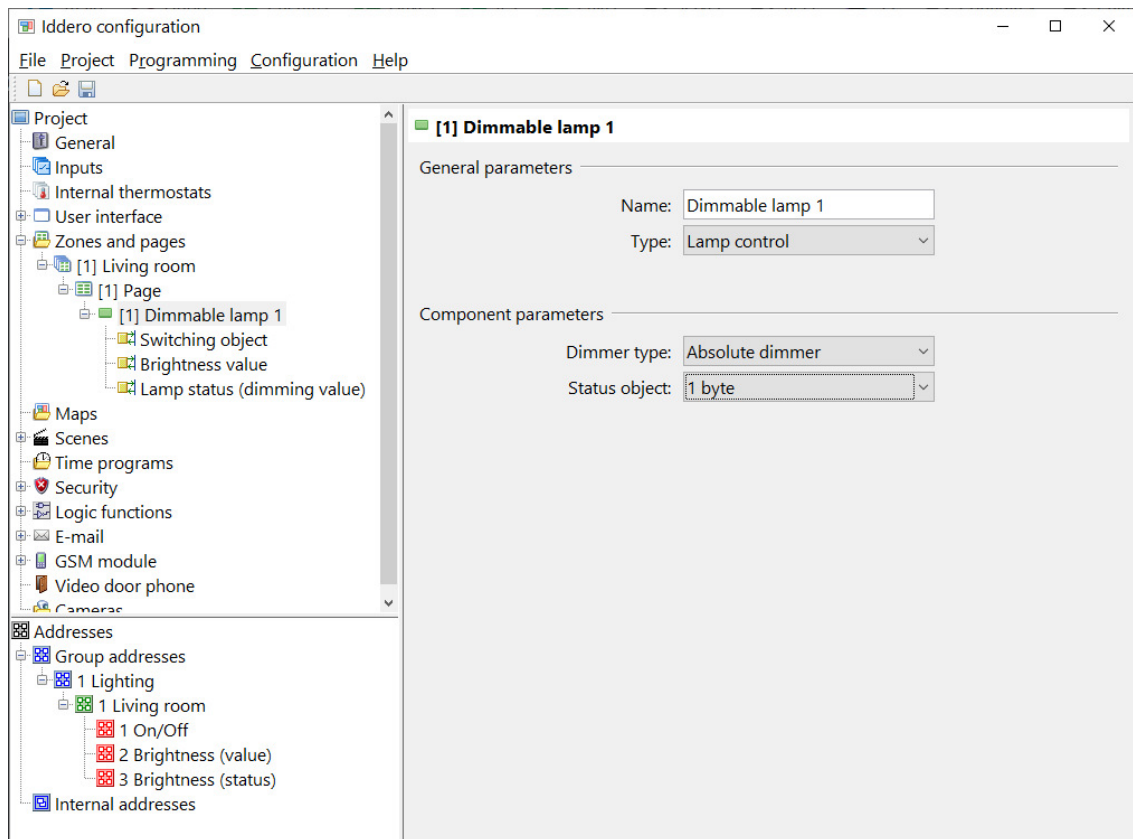 Iddero configuration
File Project Programming Configuration Help
Project
General
Inputs
Internal thermostats
User interface
Zones and pages
[1] Living room
[1] Page
[1] Dimmable lamp 1
Switching object
Brightness value
Lamp status (dimming value)
Maps
Scenes
Time programs
Security
Logic functions
E-mail
GSM module
Video door phone
Cameras
Addresses
Group addresses
1 Lighting
1 Living room
1 On/Off
2 Brightness (value)
3 Brightness (status)
Internal addresses
[1] Dimmable lamp 1
General parameters
Name: Dimmable lamp 1
Type: Lamp control
Component parameters
Dimmer type: Absolute dimmer
Status object: 1 byte